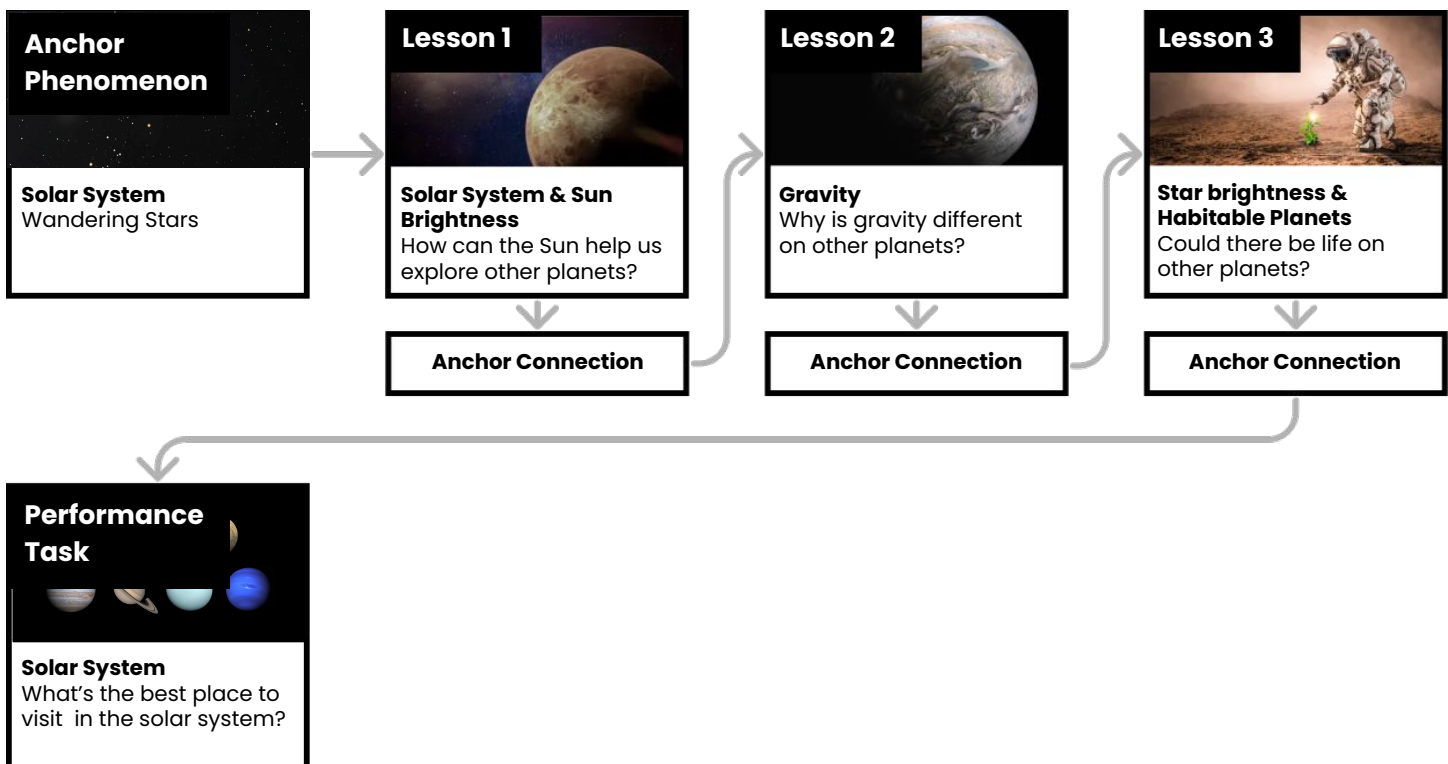 Anchor
Phenomenon
Solar System
Wandering Stars
Lesson 1
Solar System & Sun
Brightness
How can the Sun help us
explore other planets?
Anchor Connection
Lesson 2
Gravity
Why is gravity different
on other planets?
Anchor Connection
Lesson 3
Star brightness &
Habitable Planets
Could there be life on
other planets?
Anchor Connection
Performance
Task
Solar System
What’s the best place to
visit  in the solar system?